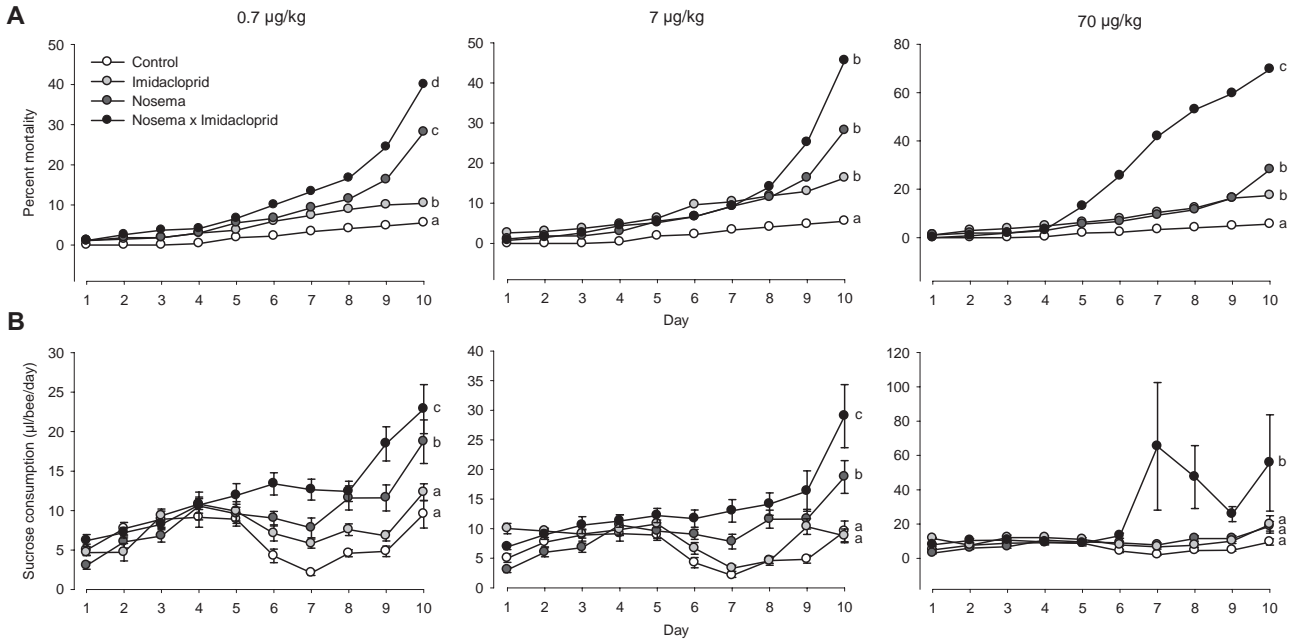 A
0.7 µg/kg
7 µg/kg
70 µg/kg
Percent mortality
50
40
30
20
10
0
Control
Imidacloprid
Nosema
Nosema x Imidacloprid
d
c
b
a
1 2 3 4 5 6 7 8 9 10
50
40
30
20
10
0
b
b
b
a
1 2 3 4 5 6 7 8 9 10
Day
80
60
40
20
0
c
b
b
a
1 2 3 4 5 6 7 8 9 10
B
Sucrose consumption (µl/bee/day)
30
25
20
15
10
5
0
c
b
a
a
1 2 3 4 5 6 7 8 9 10
40
35
30
25
20
15
10
5
0
c
b
a
a
1 2 3 4 5 6 7 8 9 10
Day
120
100
80
60
40
20
0
b
a
a
a
1 2 3 4 5 6 7 8 9 10